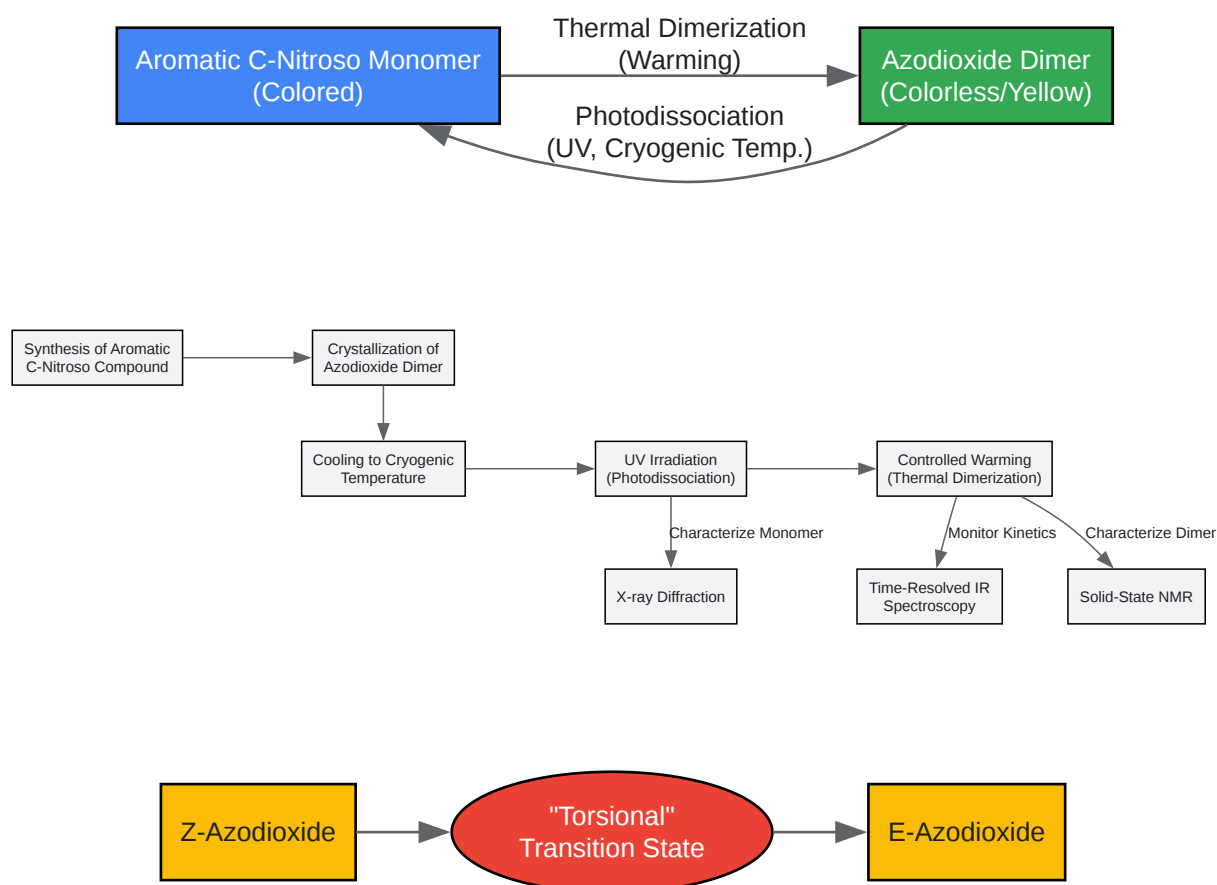 Aromatic C-Nitroso Monomer
(Colored)
Thermal Dimerization
(Warming)
Azodioxide Dimer
(Colorless/Yellow)
Photodissociation
(UV, Cryogenic Temp.)
Synthesis of Aromatic
C-Nitroso Compound
Crystallization of
Azodioxide Dimer
Cooling to Cryogenic
Temperature
UV Irradiation
(Photodissociation)
Controlled Warming
(Thermal Dimerization)
Characterize Monomer
Monitor Kinetics
Characterize Dimer
X-ray Diffraction
Time-Resolved IR
Spectroscopy
Solid-State NMR
Z-Azodioxide
"Torsional"
Transition State
E-Azodioxide